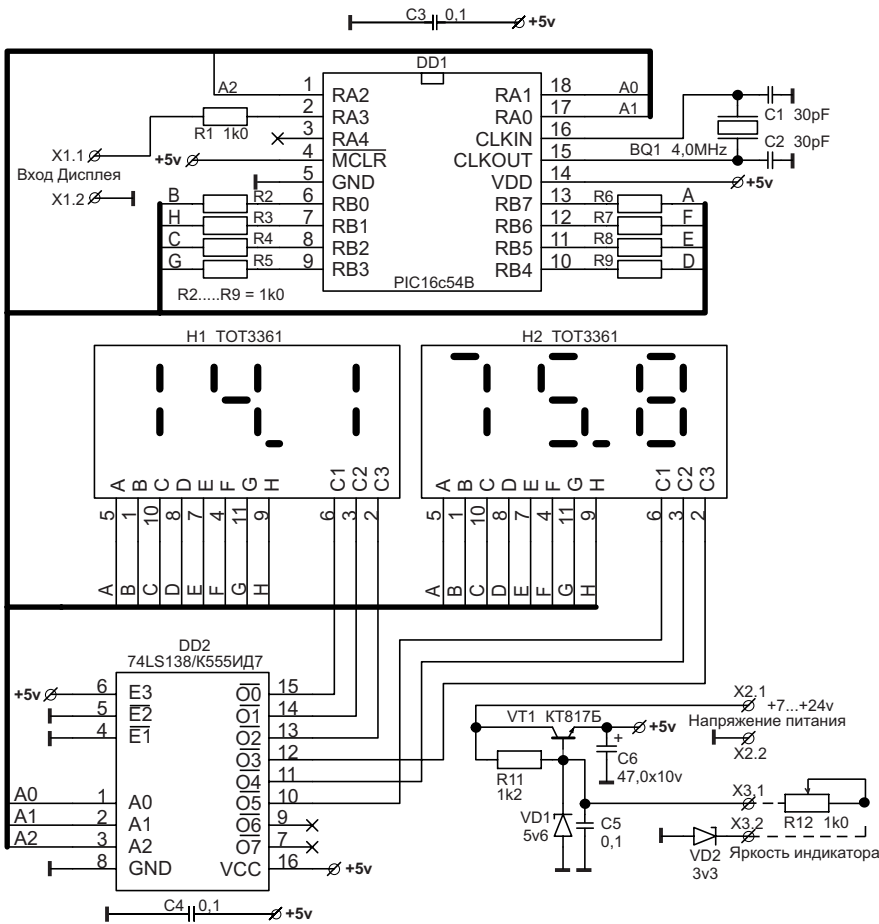 C3 0,1 +5v
DD1
A2 1 RA2 RA1 18 A0
2 RA3 RA0 17 A1
R1 1k0
3 RA4 CLKIN 16
C1 30pF
X1.1 +5v 4 MCLR CLKOUT 15 BQ1 4,0MHz C2 30pF
Вход Дисплея
5 GND VDD 14 +5v
X1.2
B R2 6 RB0 RB7 13 R6 A
H R3 7 RB1 RB6 12 R7 F
C R4 8 RB2 RB5 11 R8 E
G R5 9 RB3 RB4 10 R9 D
R2.....R9 = 1k0
PIC16c54B
H1 TOT3361
H2 TOT3361
14. 1
75.8
A B C D E F G H C1 C2 C3
A B C D E F G H C1 C2 C3
5 1 10 8 7 4 11 9 6 3 2
5 1 10 8 7 4 11 9 6 3 2
A B C D E F G H
A B C D E F G H
DD2
74LS138/К555ИД7
+5v 6 E3 O0 15
5 E2 O1 14
4 E1 O2 13
O3 12
O4 11
A0 1 A0 O5 10
A1 2 A1 O6 9
A2 3 A2 O7 7
8 GND VCC 16 +5v
C4 0,1 +5v
X2.1
+7...+24v
VT1 КТ817Б +5v
Напряжение питания
X2.2
+
C6
47,0x10v
R11
1k2
X3,1
R12 1k0
VD1
5v6
C5
0,1
X3.2
VD2
3v3
Яркость индикатора